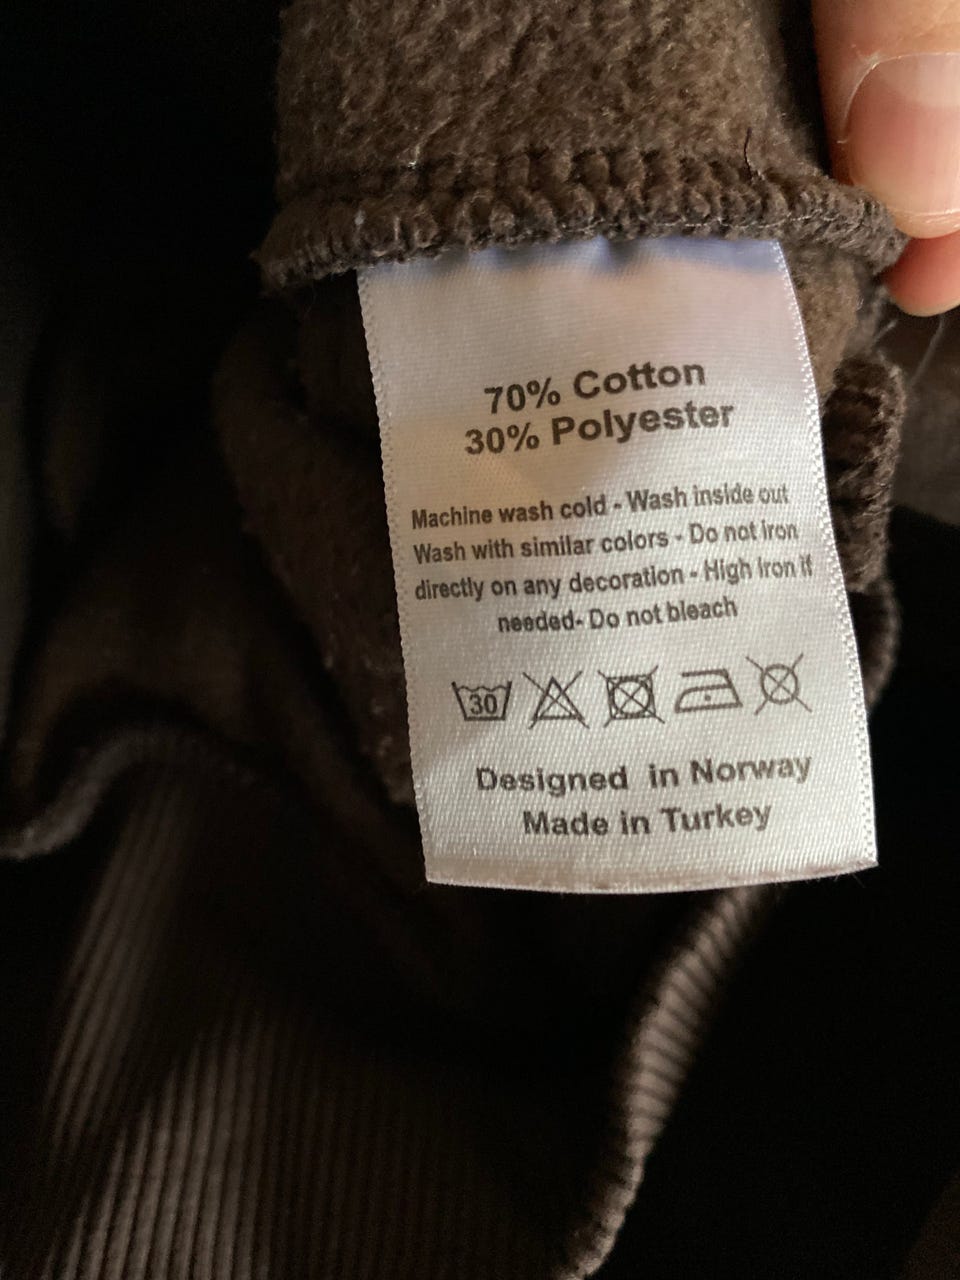 70% Cotton
30% Polyester
Machine wash cold - Wash inside out
Wash with similar colors - Do not iron
directly on any decoration - High iron if
needed- Do not bleach
30
Designed in Norway
Made in Turkey